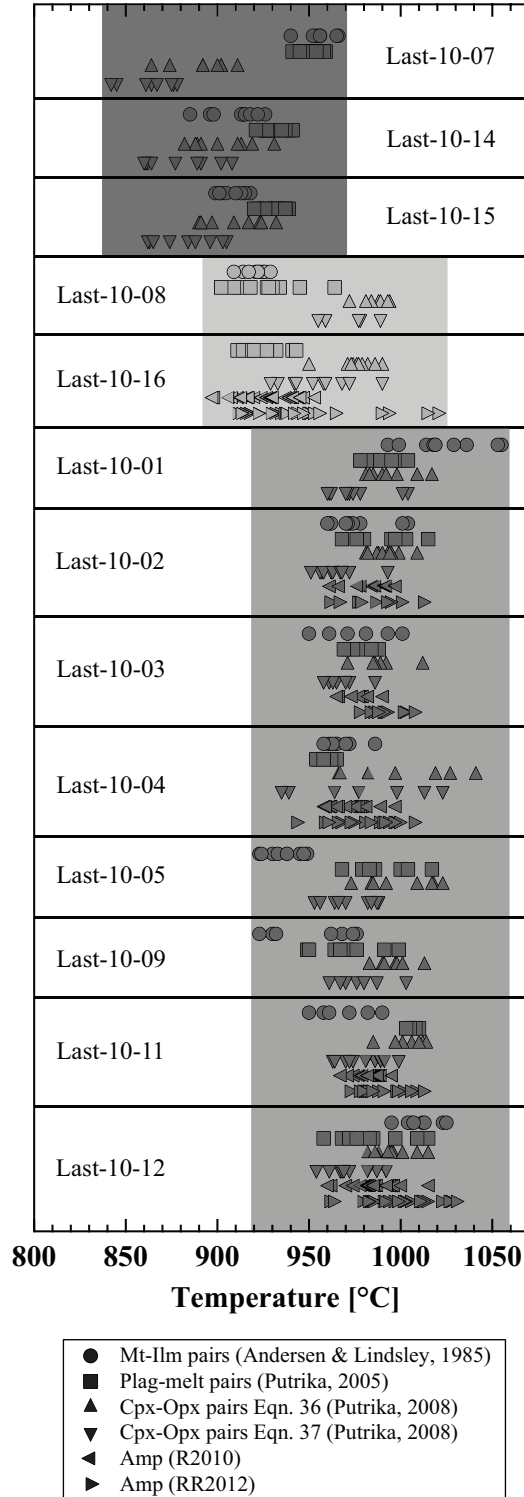 Last-10-07
Last-10-14
Last-10-15
Last-10-08
Last-10-16
Last-10-01
Last-10-02
Last-10-03
Last-10-04
Last-10-05
Last-10-09
Last-10-11
Last-10-12
800 850 900 950 1000 1050
Temperature [°C]
Mt-Ilm pairs (Andersen & Lindsley, 1985)
Plag-melt pairs (Putrika, 2005)
Cpx-Opx pairs Eqn. 36 (Putrika, 2008)
Cpx-Opx pairs Eqn. 37 (Putrika, 2008)
Amp (R2010)
Amp (RR2012)